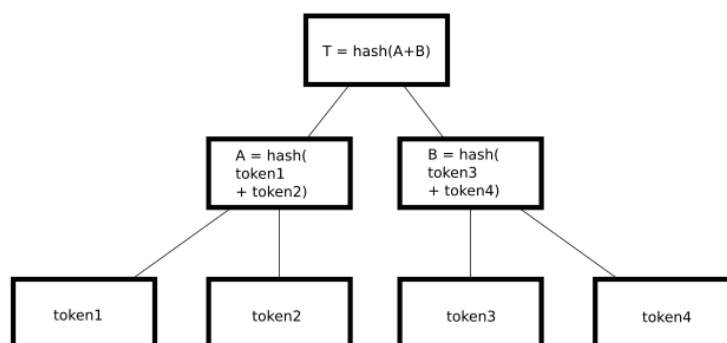 T = hash(A+B)
A = hash(
token1
+ token2)
B = hash(
token3
+ token4)
token1
token2
token3
token4